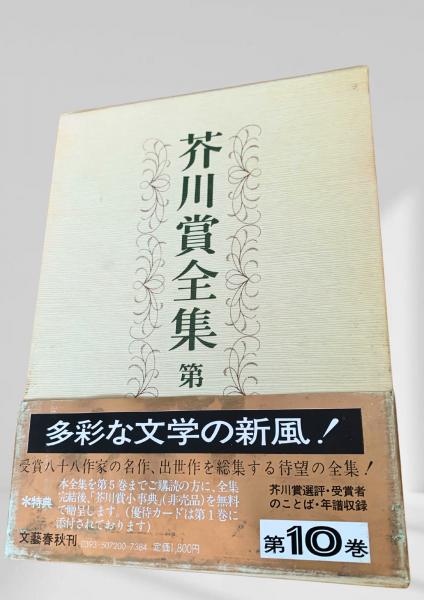 芥川賞全集 第
多彩な文学の新風!
受賞八十八作家の名作、出世作を総集する待望の全集!
*特典
本全集を第5巻までご購読の方に、全集
完結後、「芥川賞小事典」(非売品)を無料
で贈呈します。(優待カードは第1巻に
添付されております)
芥川賞選評・受賞者
のことば・年譜収録
文藝春秋刊
0393-507200-7384 定価1,800円
第10巻